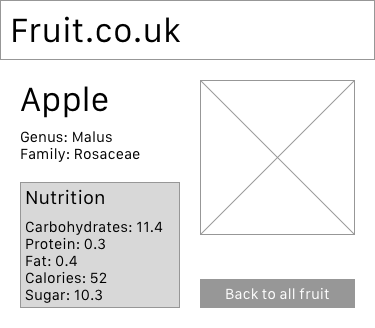 Fruit.co.uk
Apple
Genus: Malus
Family: Rosaceae
Nutrition
Carbohydrates: 11.4
Protein: 0.3
Fat: 0.4
Calories: 52
Sugar: 10.3
Back to all fruit